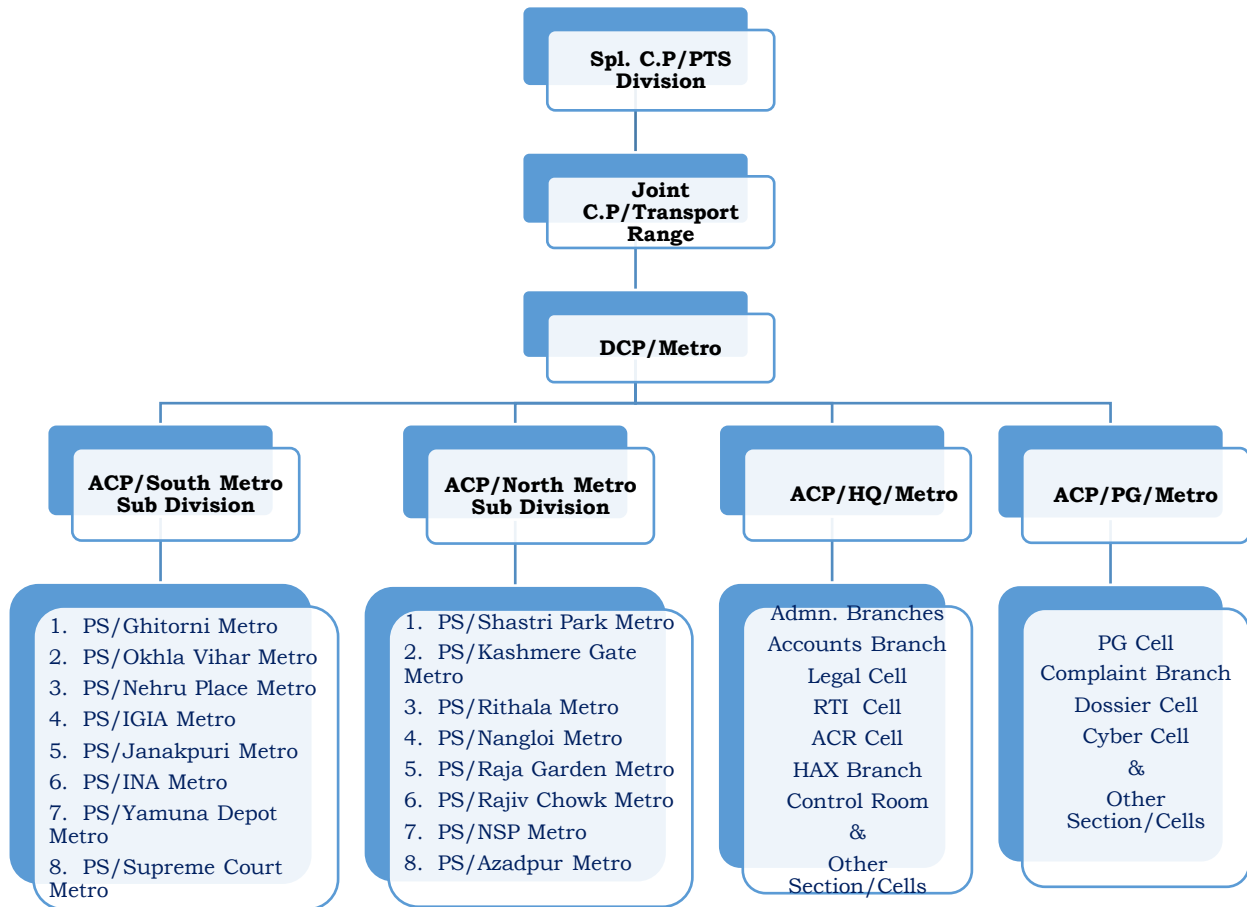 Spl. C.P/PTS
Division
Joint
C.P/Transport
Range
DCP/Metro
ACP/South Metro
Sub Division
ACP/North Metro
Sub Division
ACP/HQ/Metro
ACP/PG/Metro
1. PS/Ghitorni Metro
2. PS/Okhla Vihar Metro
3. PS/Nehru Place Metro
4. PS/IGIA Metro
5. PS/Janakpuri Metro
6. PS/INA Metro
7. PS/Yamuna Depot
Metro
8. PS/Supreme Court
Metro
1. PS/Shastri Park Metro
2. PS/Kashmere Gate
Metro
3. PS/Rithala Metro
4. PS/Nangloi Metro
5. PS/Raja Garden Metro
6. PS/Rajiv Chowk Metro
7. PS/NSP Metro
8. PS/Azadpur Metro
Admn. Branches
Accounts Branch
Legal Cell
RTI Cell
ACR Cell
HAX Branch
Control Room
&
Other
Section/Cells
PG Cell
Complaint Branch
Dossier Cell
Cyber Cell
&
Other
Section/Cells